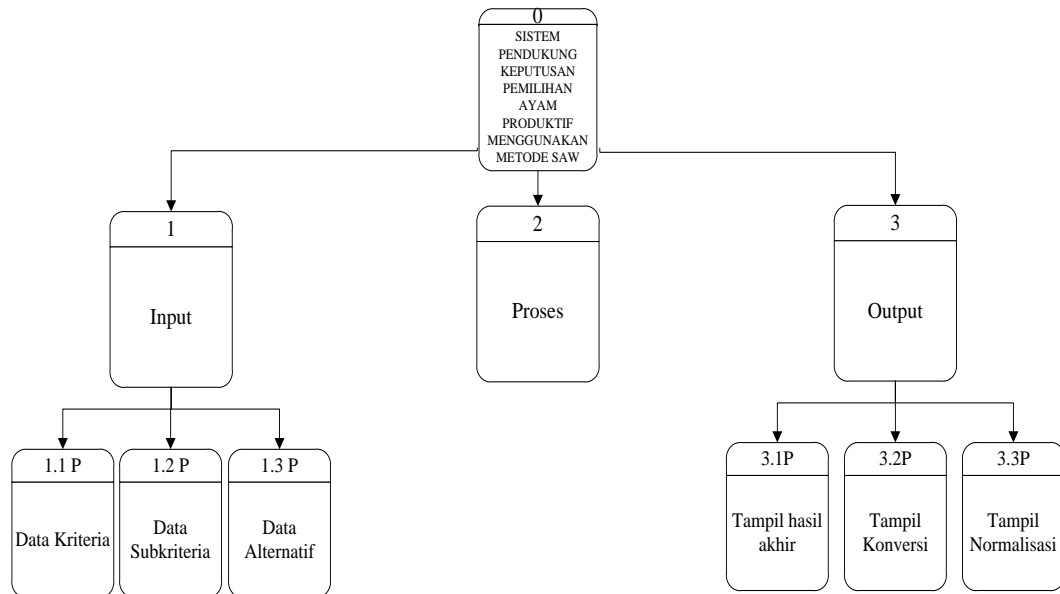 0
SISTEM
PENDUKUNG
KEPUTUSAN
PEMILIHAN
AYAM
PRODUKTIF
MENGGUNAKAN
METODE SAW
1
Input
2
Proses
3
Output
1.1 P
Data Kriteria
1.2 P
Data
Subkriteria
1.3 P
Data
Alternatif
3.1P
Tampil hasil
akhir
3.2P
Tampil
Konversi
3.3P
Tampil
Normalisasi